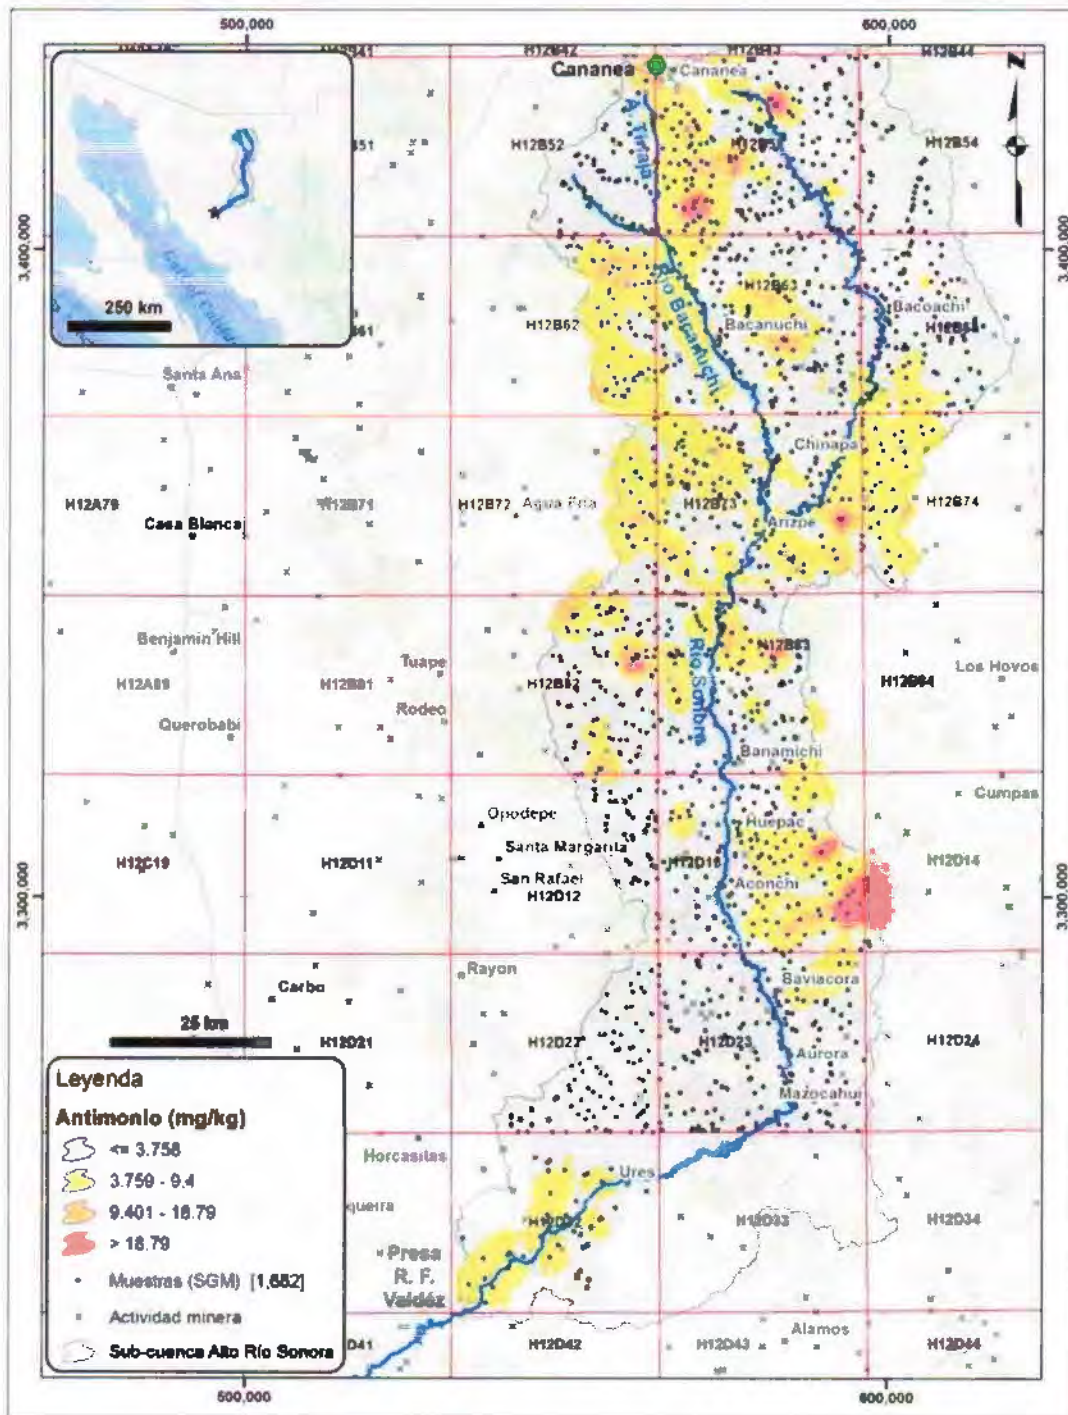 500,000
600,000
H12B42
H12B43
H12B44
Cananea
Cananea
Z
H12B52
H12B54
A. Tinaja
3,400,000
3,400,000
250 km
Río Bacanuchi
H12B63
Bacoachi
H12B62
Bacanuchi
Santa Ana
Chinapa
H12A79
H12B71
H12B72
Agua Fria
H12B73
H12B74
Casa Blanca
Arizpe
Benjamin Hill
Río Sonora
H12B83
Tuape
Los Hoyos
H12A89
H12B81
H12B82
H12B84
Rodeo
Querobabi
Banamichi
Cumpas
Opodepe
Huepac
Santa Margarita
H12D11
H12D14
San Rafael
Aconchi
H12D12
3,300,000
3,300,000
Rayon
Baviacora
Carbo
25 km
H12D21
H12D22
H12D23
H12D24
Aurora
Mazocahui
Leyenda
Antimonio (mg/kg)
<= 3.758
3.759 - 9.4
9.401 - 18.79
> 18.79
Muestras (SGM) [1,552]
Actividad minera
Sub-cuenca Alto Río Sonora
Horcasitas
Ures
H12D33
H12D34
Presa
R. F.
Valdéz
D41
H12D42
H12D43
Alamos
H12D44
500,000
600,000